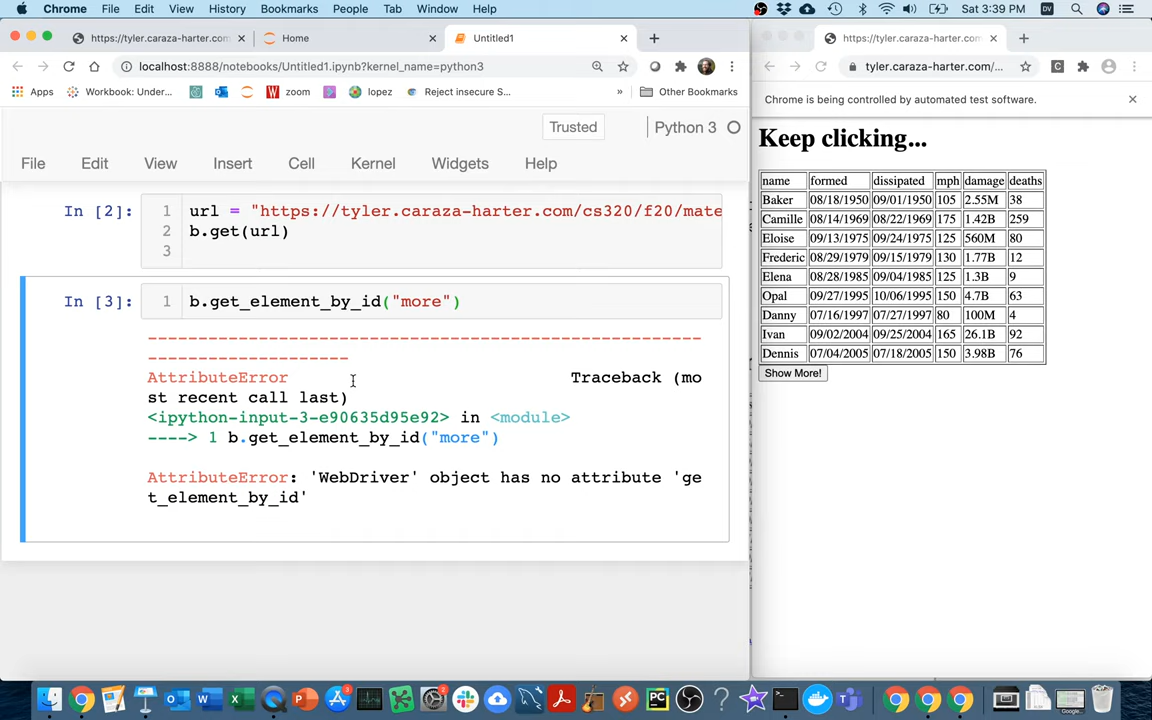 Chrome File Edit View History Bookmarks People Tab Window Help
DV Sat 3:39 PM
https://tyler.caraza-harter.com Home Untitled1
localhost:8888/notebooks/Untitled1.ipynb?kernel_name=python3
Apps Workbook: Under... zoom lopez Reject insecure S... » Other Bookmarks
Trusted Python 3
File Edit View Insert Cell Kernel Widgets Help
In [2]: 1 url = "https://tyler.caraza-harter.com/cs320/f20/mate
2 b.get(url)
3
In [3]: 1 b.get_element_by_id("more")
---------------------------------------------------------------
--------------------
AttributeError Traceback (mo
st recent call last)
<ipython-input-3-e90635d95e92> in <module>
----> 1 b.get_element_by_id("more")
AttributeError: 'WebDriver' object has no attribute 'ge
t_element_by_id'
https://tyler.caraza-harter.com
tyler.caraza-harter.com/...
Chrome is being controlled by automated test software.
Keep clicking...
name formed dissipated mph damage deaths
Baker 08/18/1950 09/01/1950 105 2.55M 38
Camille 08/14/1969 08/22/1969 175 1.42B 259
Eloise 09/13/1975 09/24/1975 125 560M 80
Frederic 08/29/1979 09/15/1979 130 1.77B 12
Elena 08/28/1985 09/04/1985 125 1.3B 9
Opal 09/27/1995 10/06/1995 150 4.7B 63
Danny 07/16/1997 07/27/1997 80 100M 4
Ivan 09/02/2004 09/25/2004 165 26.1B 92
Dennis 07/04/2005 07/18/2005 150 3.98B 76
Show More!